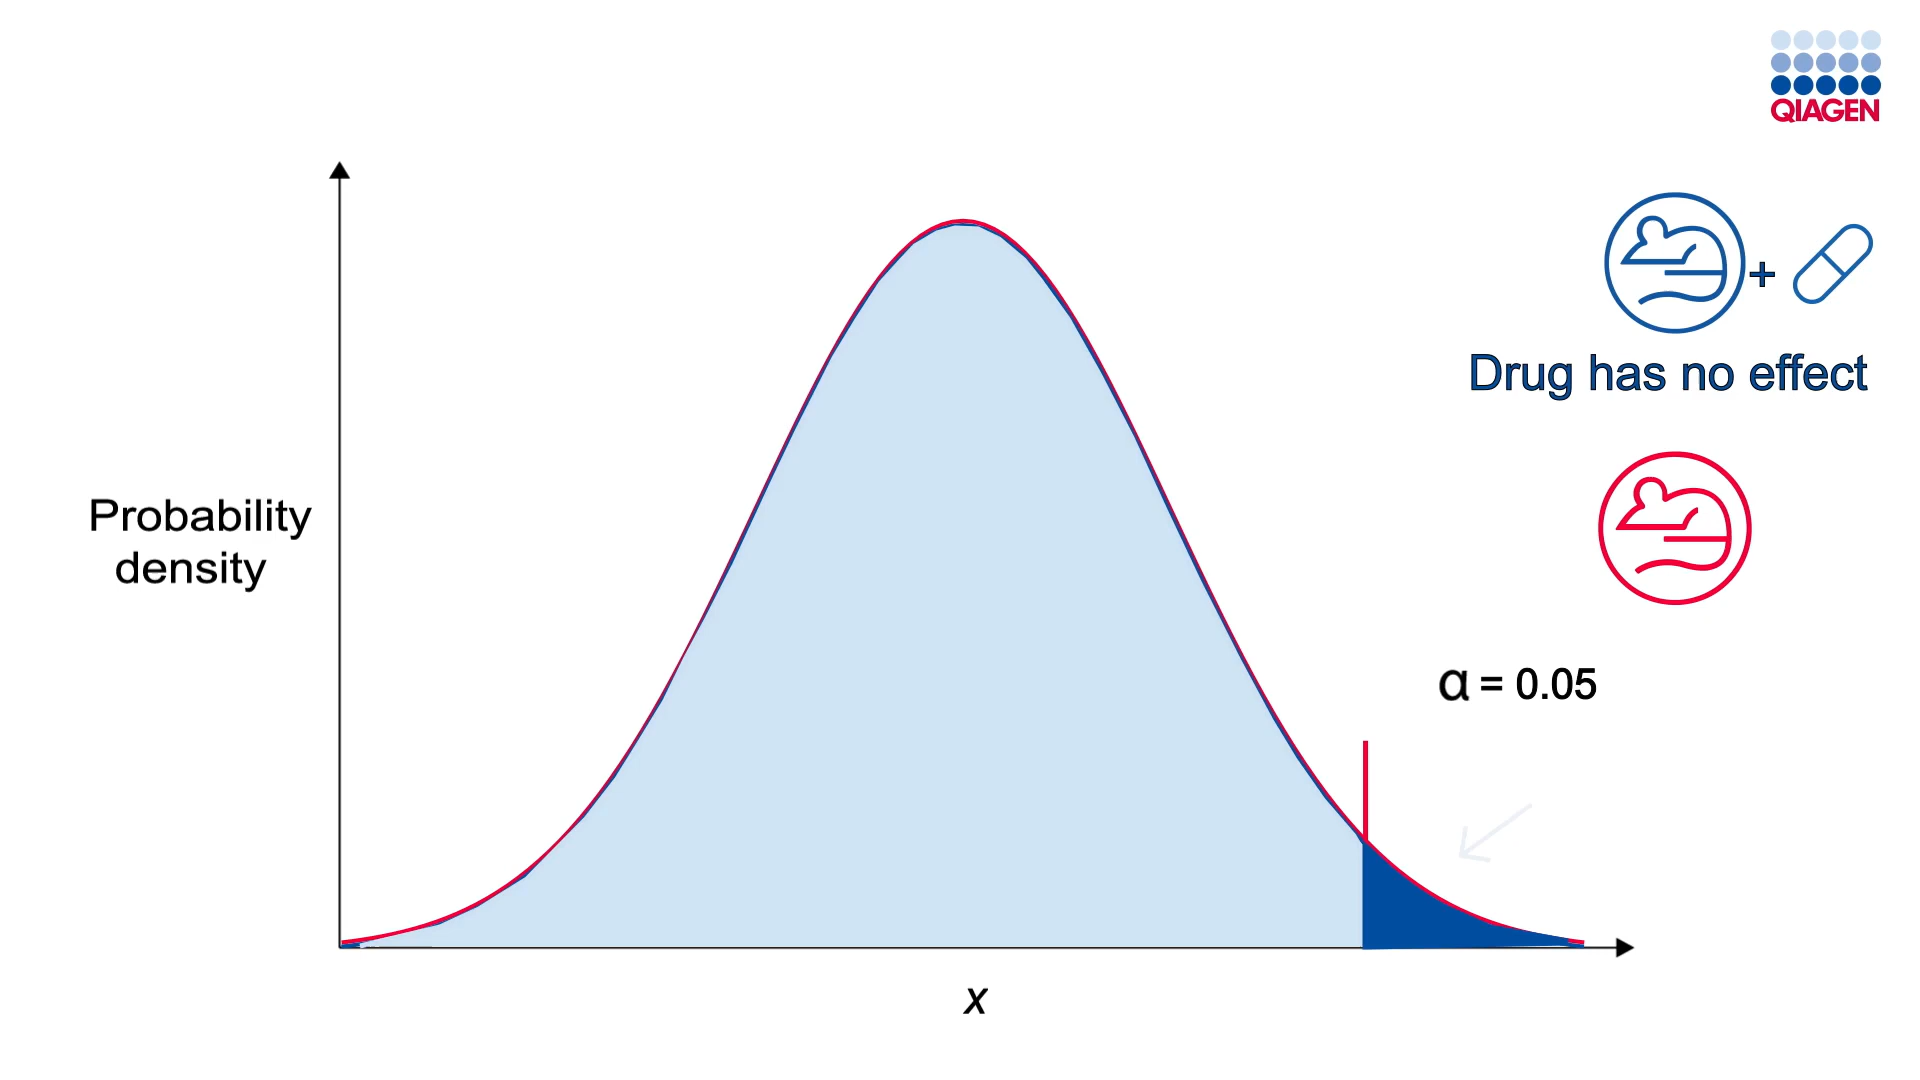 QIAGEN
+
Drug has no effect
Probability
density
α = 0.05
x